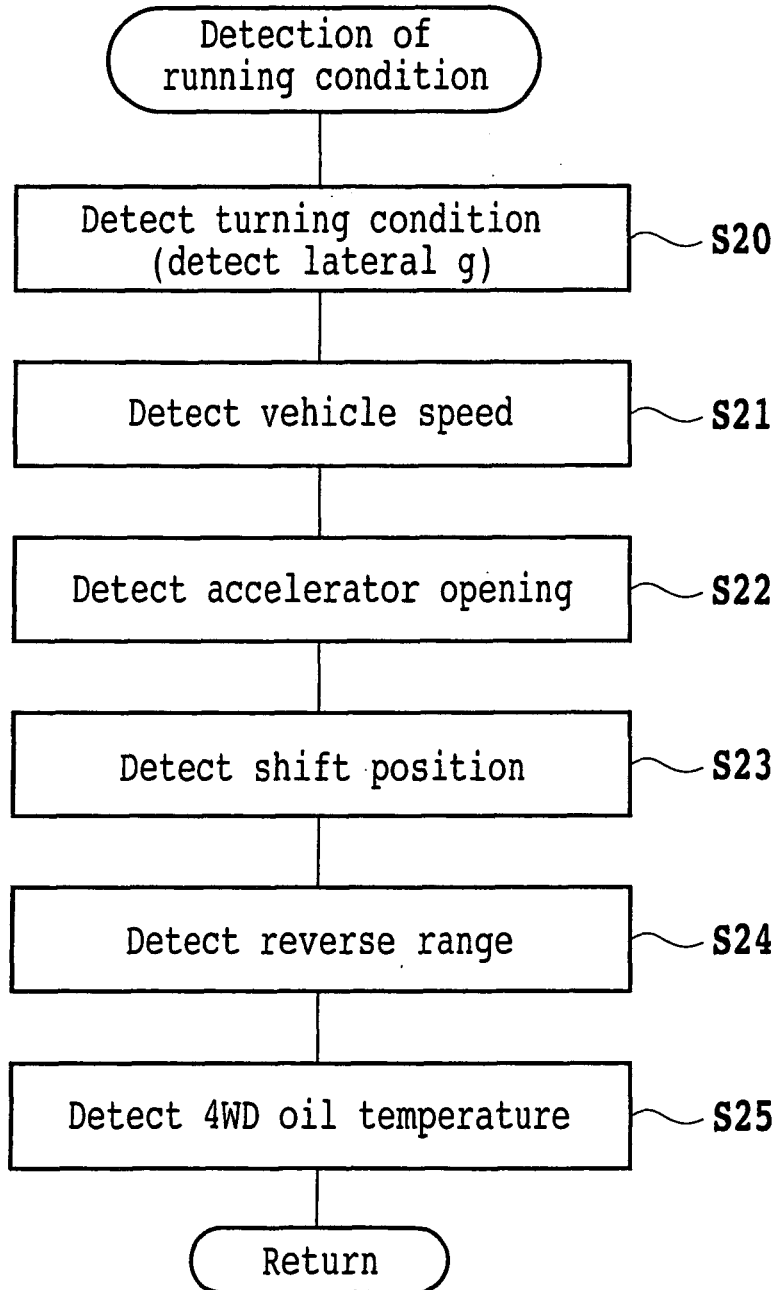 Detection of
running condition
Detect turning condition
(detect lateral g)
S20
Detect vehicle speed
S21
Detect accelerator opening
S22
Detect shift position
S23
Detect reverse range
S24
Detect 4WD oil temperature
S25
Return